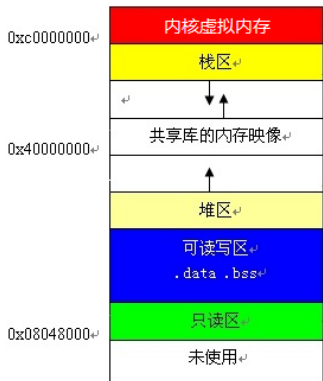 内核虚拟内存
0xc0000000↵
栈区↵
↵
共享库的内存映像↵
0x40000000↵
堆区↵
可读写区↵
.data .bss↵
只读区↵
0x08048000↵
未使用↵